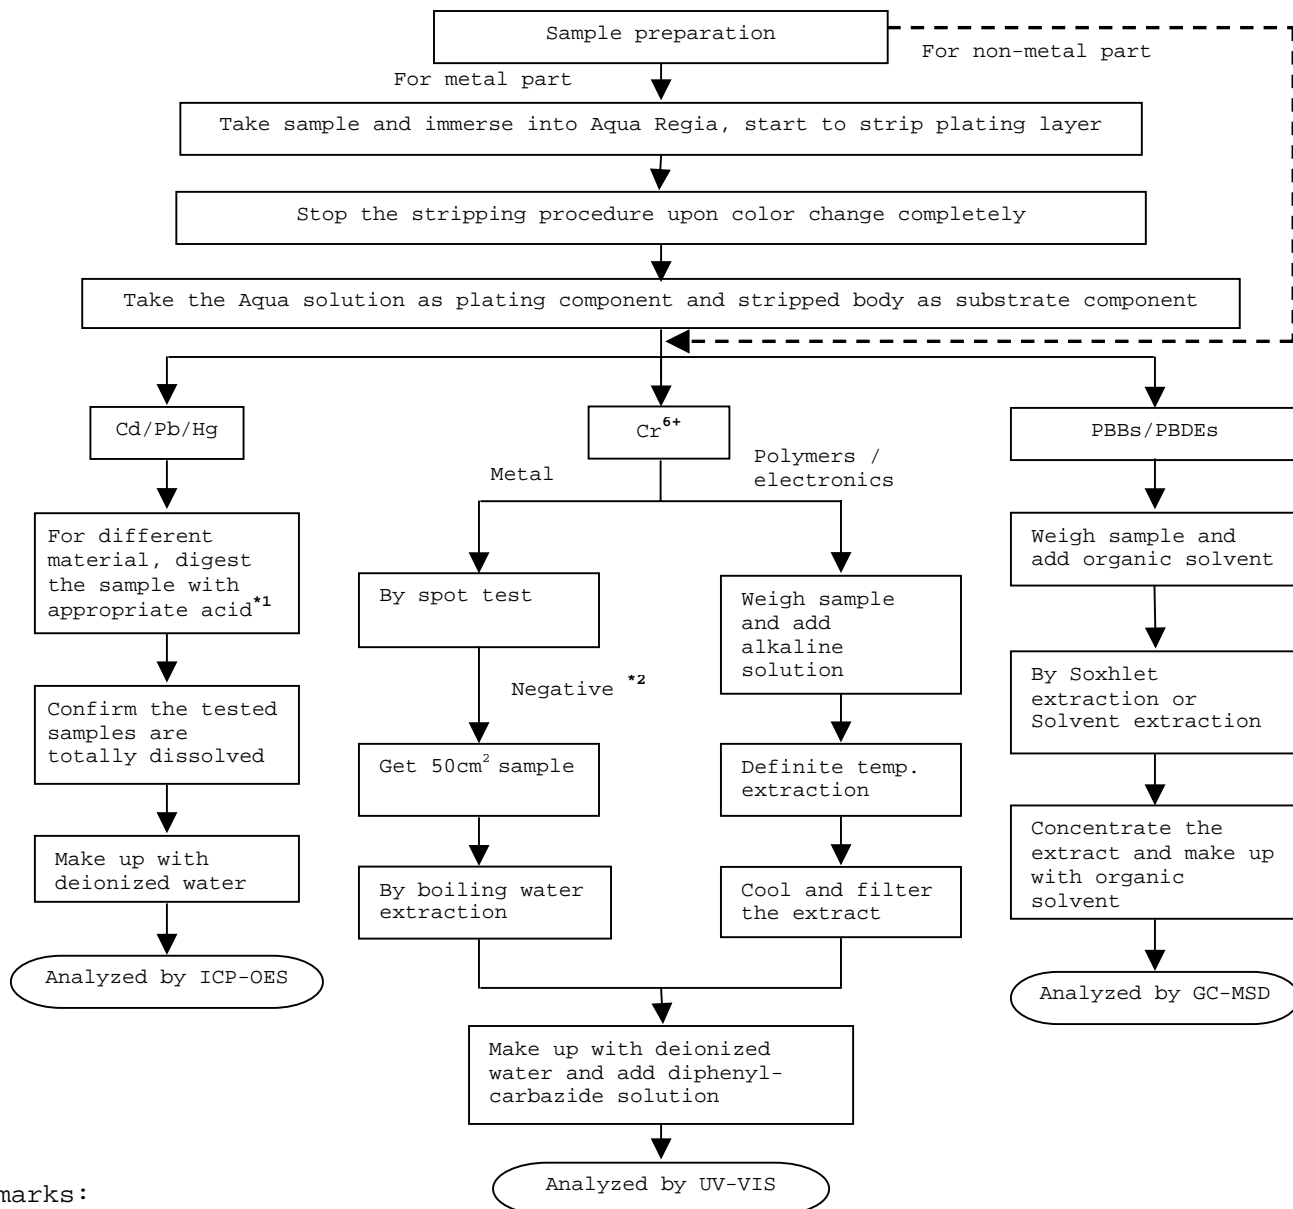 Sample preparation
For non-metal part
For metal part
Take sample and immerse into Aqua Regia, start to strip plating layer
Stop the stripping procedure upon color change completely
Take the Aqua solution as plating component and stripped body as substrate component
Cd/Pb/Hg
Cr6+
PBBs/PBDEs
Metal
Polymers /
electronics
For different
material, digest
the sample with
appropriate acid*1
Confirm the tested
samples are
totally dissolved
Make up with
deionized water
Analyzed by ICP-OES
By spot test
Negative *2
Get 50cm2 sample
By boiling water
extraction
Weigh sample
and add
alkaline
solution
Definite temp.
extraction
Cool and filter
the extract
Make up with deionized
water and add diphenyl-
carbazide solution
Analyzed by UV-VIS
Weigh sample and
add organic solvent
By Soxhlet
extraction or
Solvent extraction
Concentrate the
extract and make up
with organic
solvent
Analyzed by GC-MSD
marks: